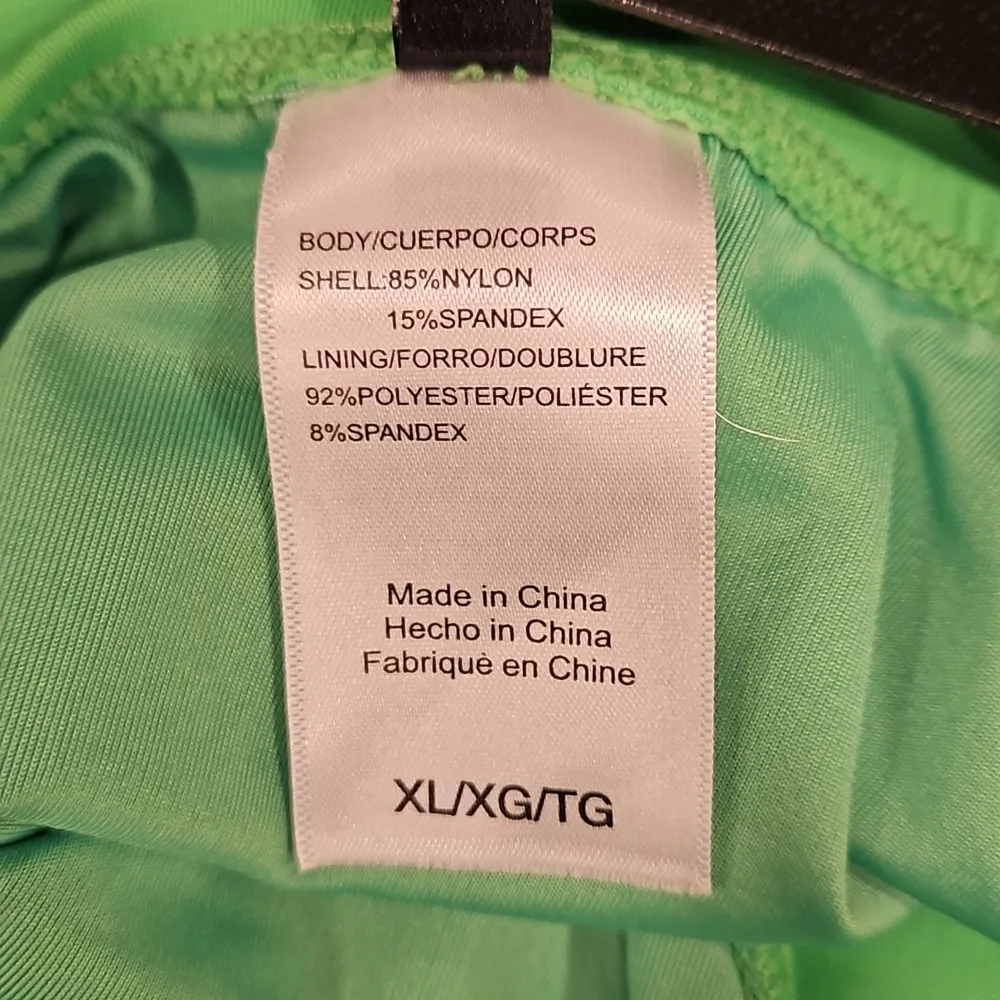 BODY/CUERPO/CORPS
SHELL:85%NYLON
15%SPANDEX
LINING/FORRO/DOUBLURE
92%POLYESTER/POLIÉSTER
8%SPANDEX
Made in China
Hecho in China
Fabriquè en Chine
XL/XG/TG